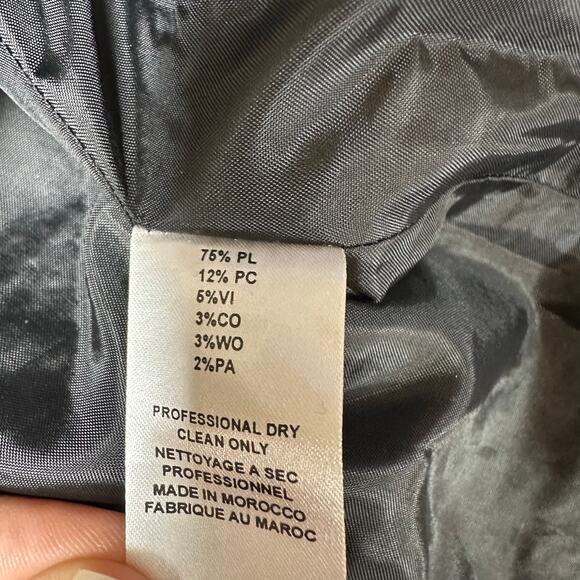 75% PL
12% PC
5%VI
3%CO
3%WO
2%PA
PROFESSIONAL DRY
CLEAN ONLY
NETTOYAGE A SEC
PROFESSIONNEL
MADE IN MOROCCO
FABRIQUE AU MAROC